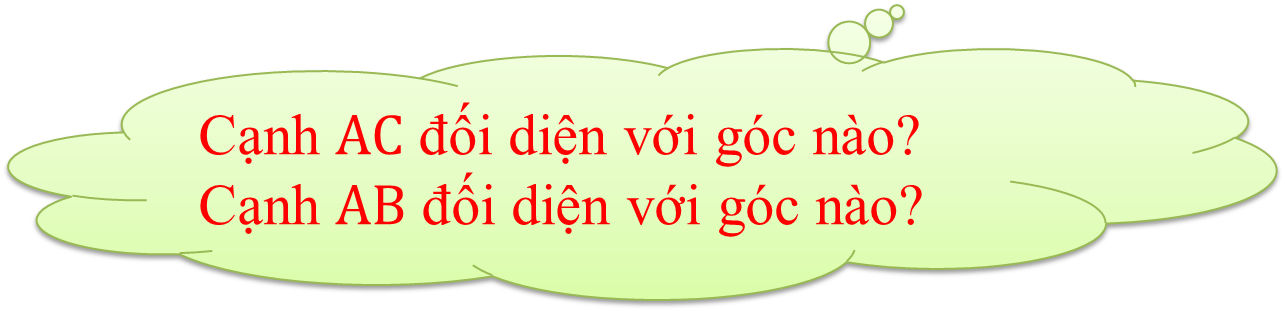 Cạnh AC đối diện với góc nào?
Cạnh AB đối diện với góc nào?